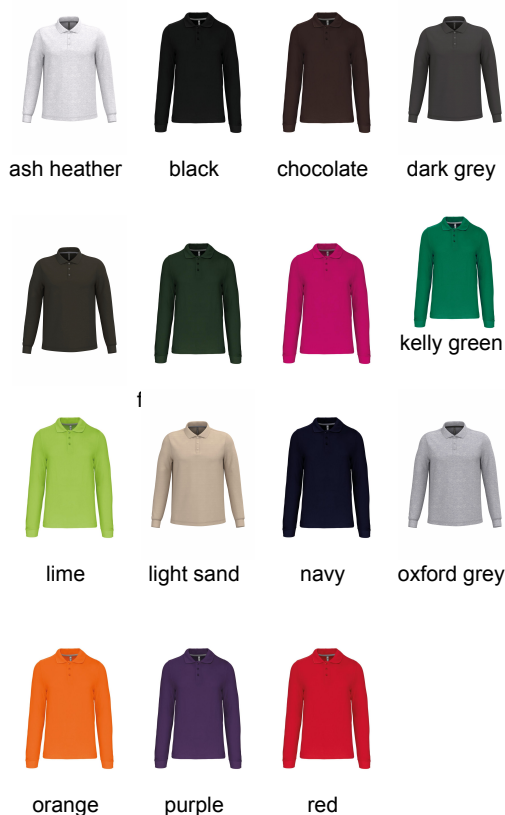 ash heather
black
chocolate
dark grey
kelly green
f
lime
light sand
navy
oxford grey
orange
purple
red